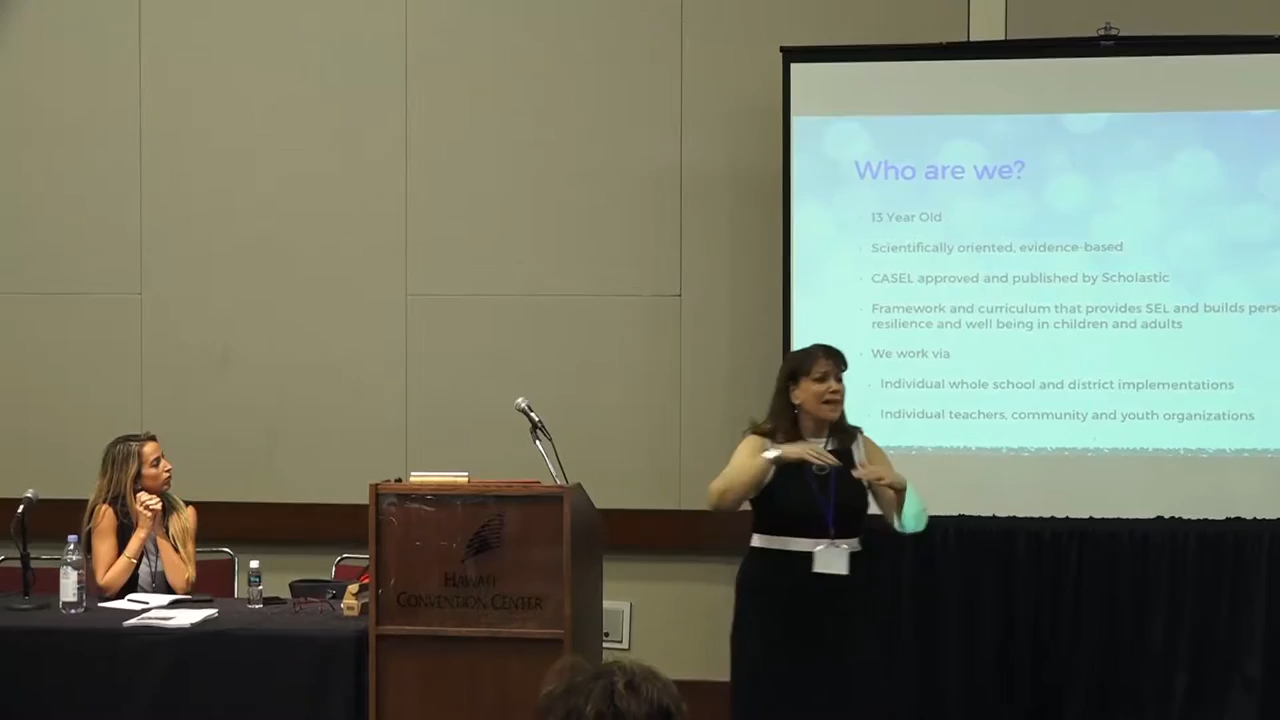 Who are we?
13 Year Old
Scientifically oriented, evidence-based
CASEL approved and published by Scholastic
Framework and curriculum that provides SEL and builds pers
resilience and well being in children and adults
We work via
Individual whole school and district implementations
Individual teachers, community and youth organizations
HAWAI'I
CONVENTION CENTER